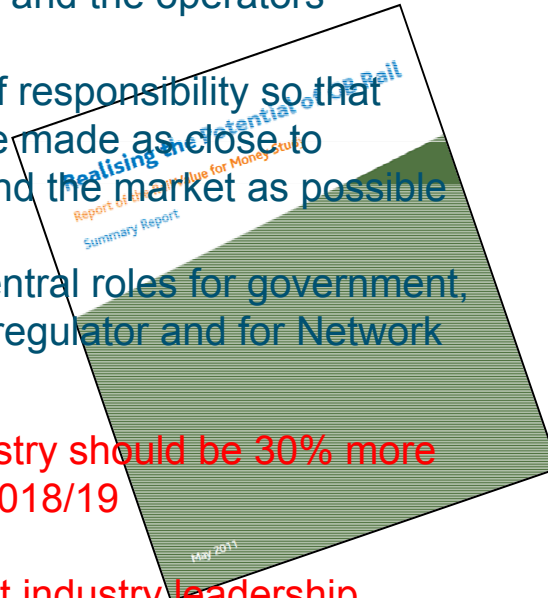 and the operators
f responsibility so that
e made as close to
nd the market as possible
entral roles for government,
regulator and for Network
stry should be 30% more
018/19
t industry leadership
Realising the Potential of GB Rail
Report of the Rail Value for Money Study
Summary Report
May 2011